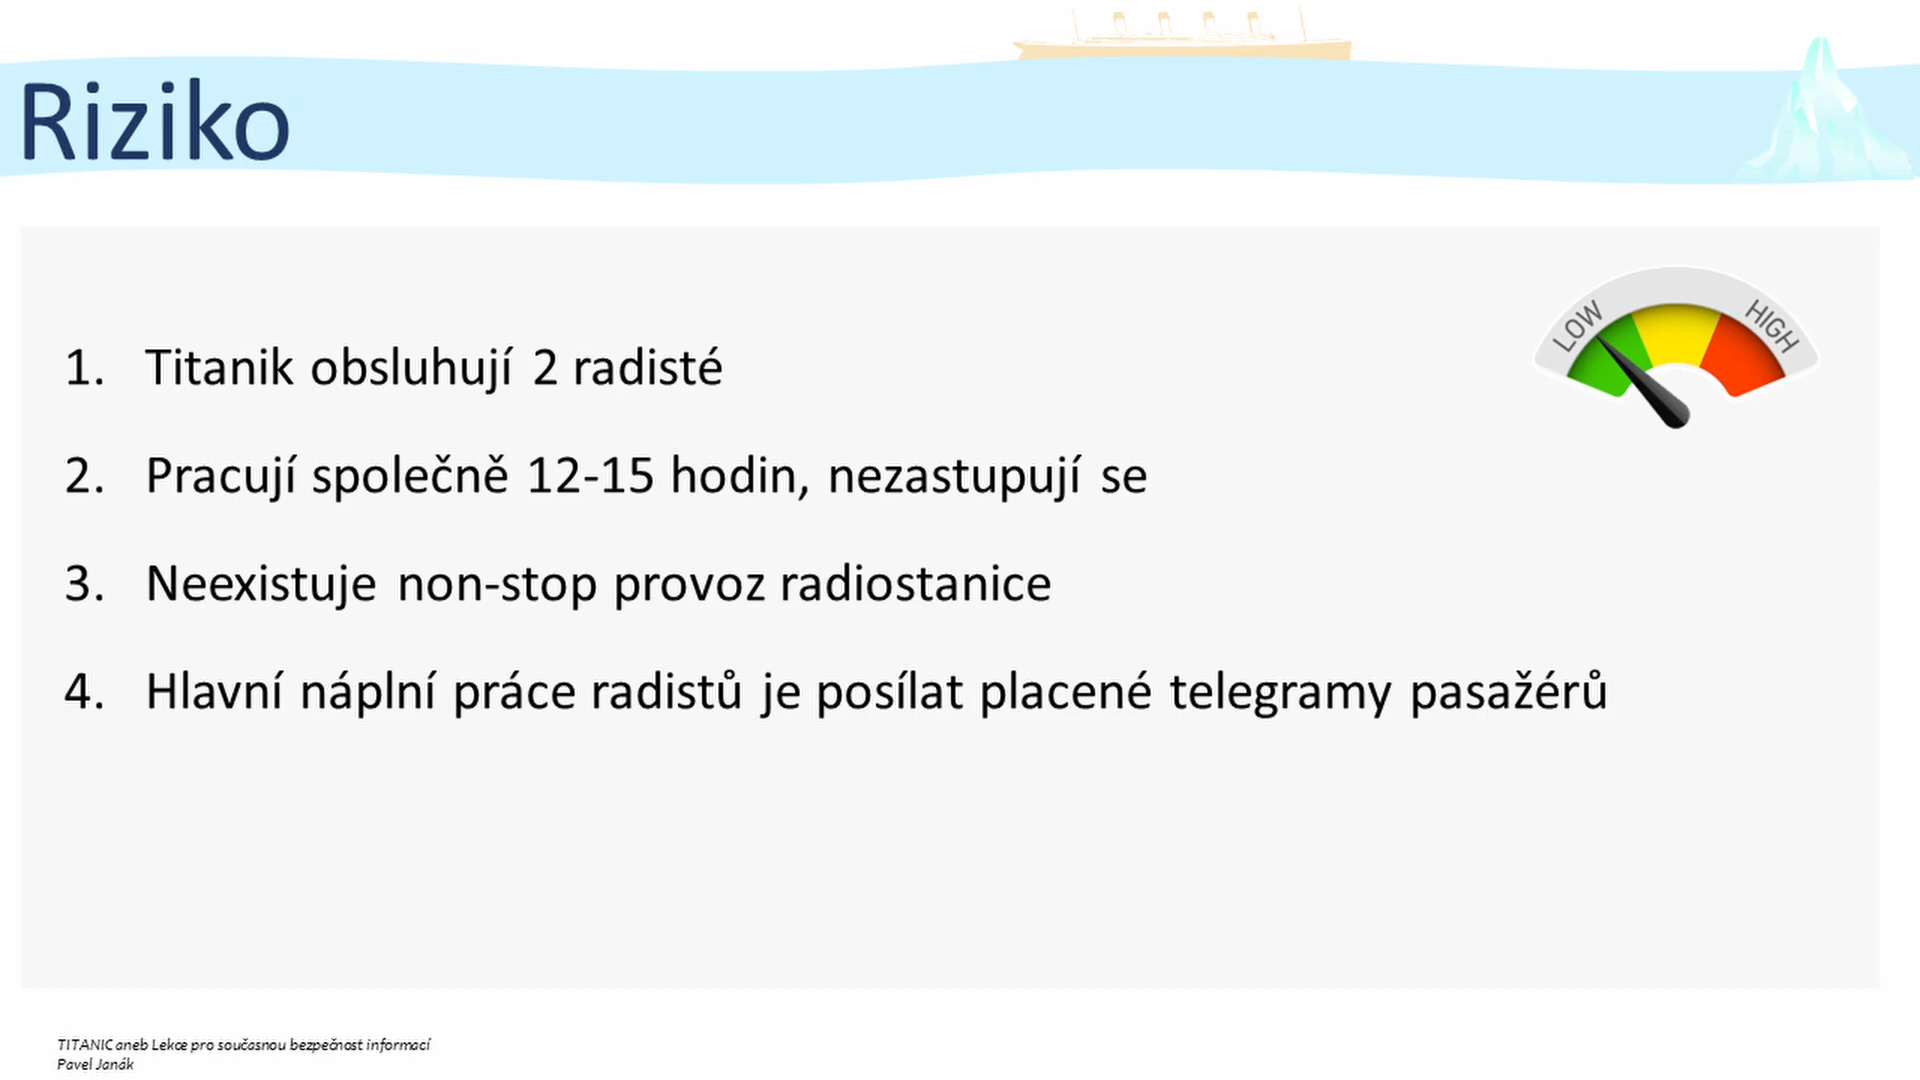 Riziko
LOW
HIGH
1. Titanik obsluhují 2 radisté
2. Pracují společně 12-15 hodin, nezastupují se
3. Neexistuje non-stop provoz radiostanice
4. Hlavní náplní práce radistů je posílat placené telegramy pasažérů
TITANIC aneb Lekce pro současnou bezpečnost informací
Pavel Janák